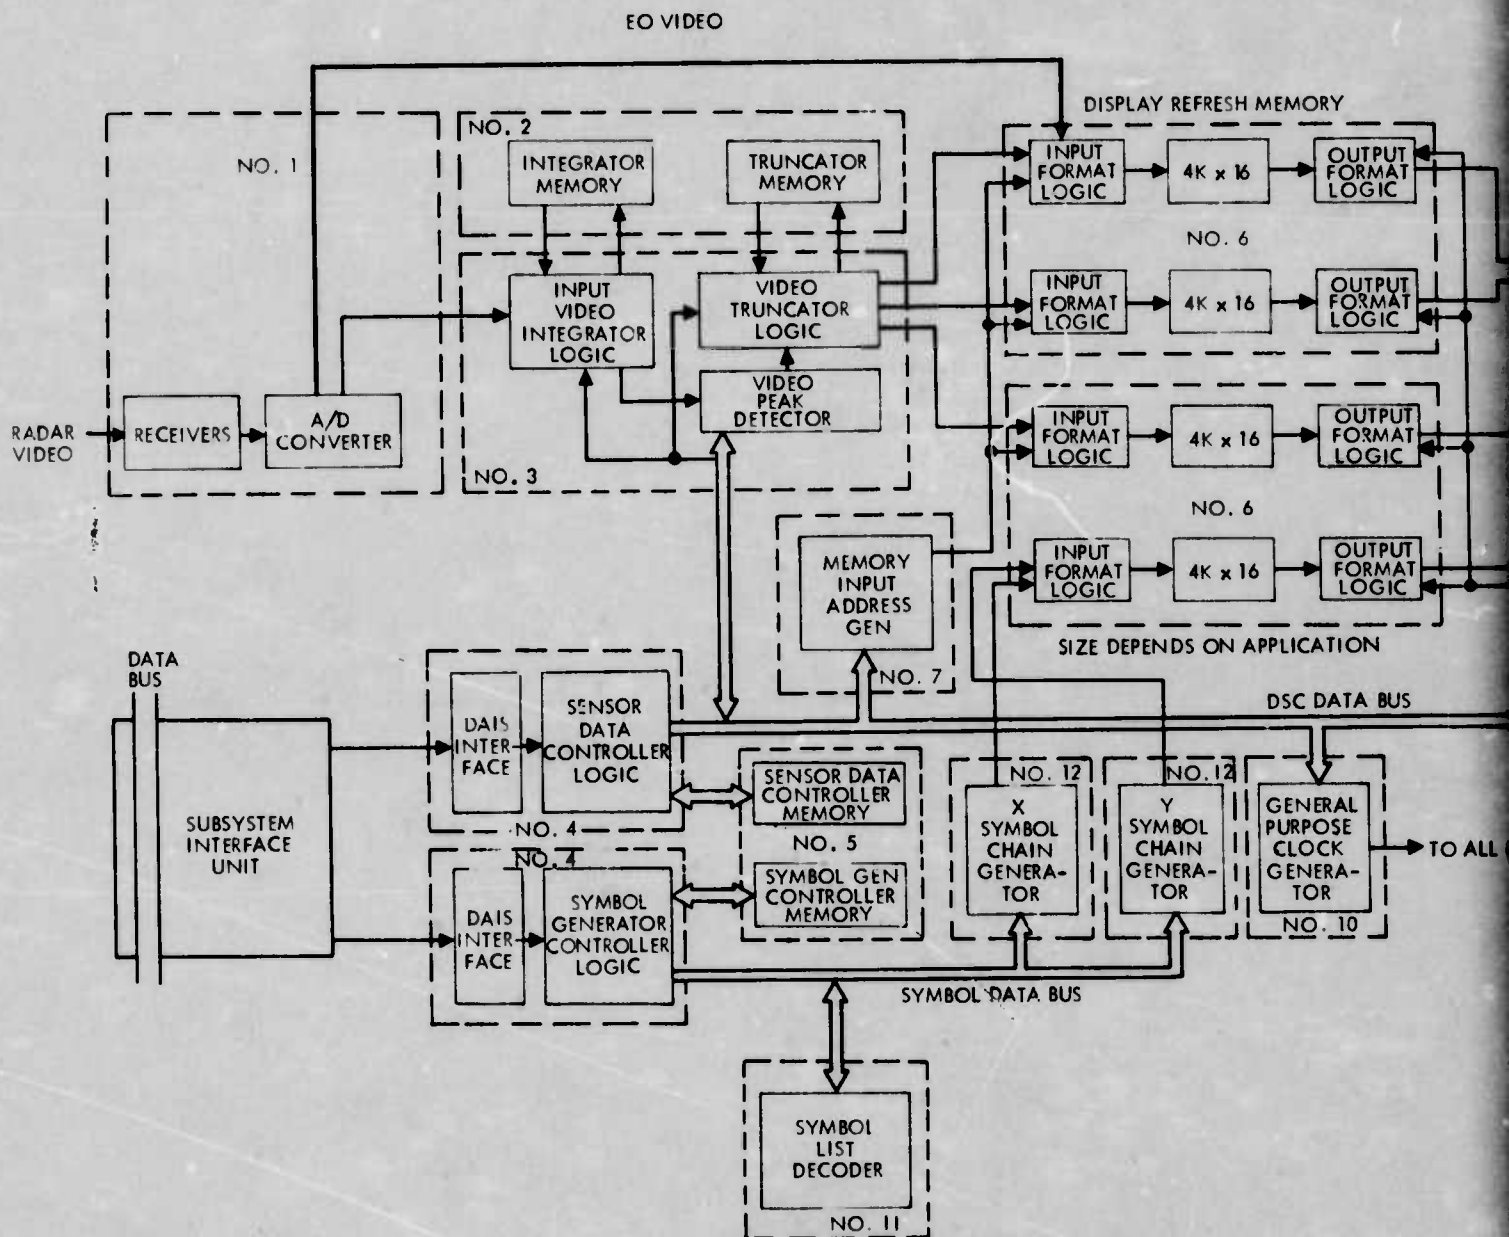 EO VIDEO
DISPLAY REFRESH MEMORY
NO. 1
NO. 2
INTEGRATOR
MEMORY
TRUNCATOR
MEMORY
INPUT
FORMAT
LOGIC
4K x 16
OUTPUT
FORMAT
LOGIC
NO. 6
INPUT
VIDEO
INTEGRATOR
LOGIC
VIDEO
TRUNCATOR
LOGIC
INPUT
FORMAT
LOGIC
4K x 16
OUTPUT
FORMAT
LOGIC
VIDEO
PEAK
DETECTOR
RADAR
VIDEO
RECEIVERS
A/D
CONVERTER
NO. 3
INPUT
FORMAT
LOGIC
4K x 16
OUTPUT
FORMAT
LOGIC
NO. 6
MEMORY
INPUT
ADDRESS
GEN
NO. 7
INPUT
FORMAT
LOGIC
4K x 16
OUTPUT
FORMAT
LOGIC
SIZE DEPENDS ON APPLICATION
DATA
BUS
SUBSYSTEM
INTERFACE
UNIT
DAIS
INTER
FACE
SENSOR
DATA
CONTROLLER
LOGIC
NO. 4
DSC DATA BUS
SENSOR DATA
CONTROLLER
MEMORY
NO. 5
SYMBOL GEN
CONTROLLER
MEMORY
NO. 4
DAIS
INTER
FACE
SYMBOL
GENERATOR
CONTROLLER
LOGIC
NO. 12
X
SYMBOL
CHAIN
GENERA-
TOR
NO. 12
Y
SYMBOL
CHAIN
GENERA-
TOR
GENERAL
PURPOSE
CLOCK
GENERA-
TOR
NO. 10
TO ALL
SYMBOL DATA BUS
SYMBOL
LIST
DECODER
NO. 11